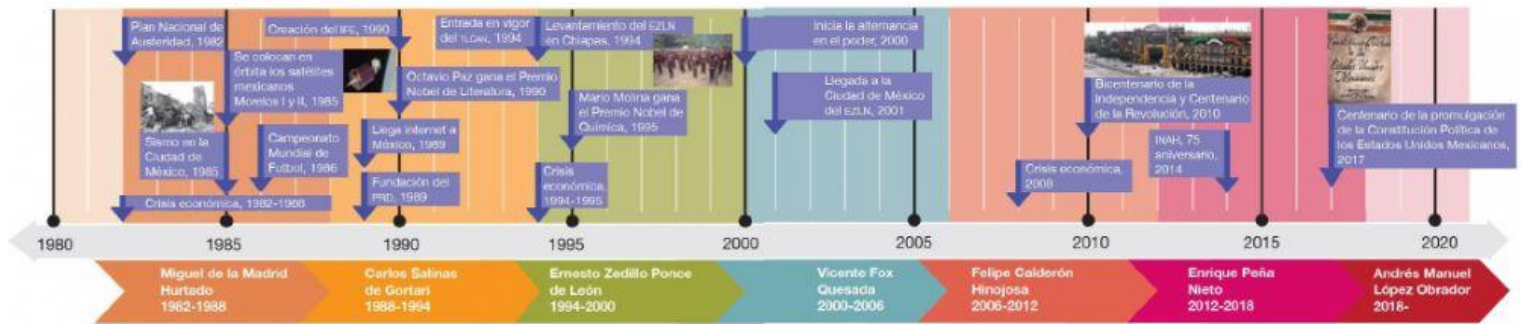 Plan Nacional de
Austeridad, 1982
Creación del IFE, 1990
Entrada en vigor
del TLCAN, 1994
Levantamiento del EZLN
en Chiapas, 1994
Inicia la alternancia
en el poder, 2000
Se colocan en
órbita los satélites
mexicanos
Morelos I y II, 1985
Octavio Paz gana el Premio
Nobel de Literatura, 1990
Mario Molina gana
el Premio Nobel de
Química, 1995
Llegada a la
Ciudad de México
del EZLN, 2001
Bicentenario de la
Independencia y Centenario
de la Revolución, 2010
Centenario de la promulgación
de la Constitución Política de
los Estados Unidos Mexicanos,
2017
Sismo en la
Ciudad de
México, 1985
Campeonato
Mundial de
Futbol, 1986
Llega internet a
México, 1989
Fundación del
PRD, 1989
Crisis
económica,
1994-1995
Crisis económica,
2008
INAH, 75
aniversario,
2014
Crisis económica, 1982-1988
1980
1985
1990
1995
2000
2005
2010
2015
2020
Miguel de la Madrid
Hurtado
1982-1988
Carlos Salinas
de Gortari
1988-1994
Ernesto Zedillo Ponce
de León
1994-2000
Vicente Fox
Quesada
2000-2006
Felipe Calderón
Hinojosa
2006-2012
Enrique Peña
Nieto
2012-2018
Andrés Manuel
López Obrador
2018-